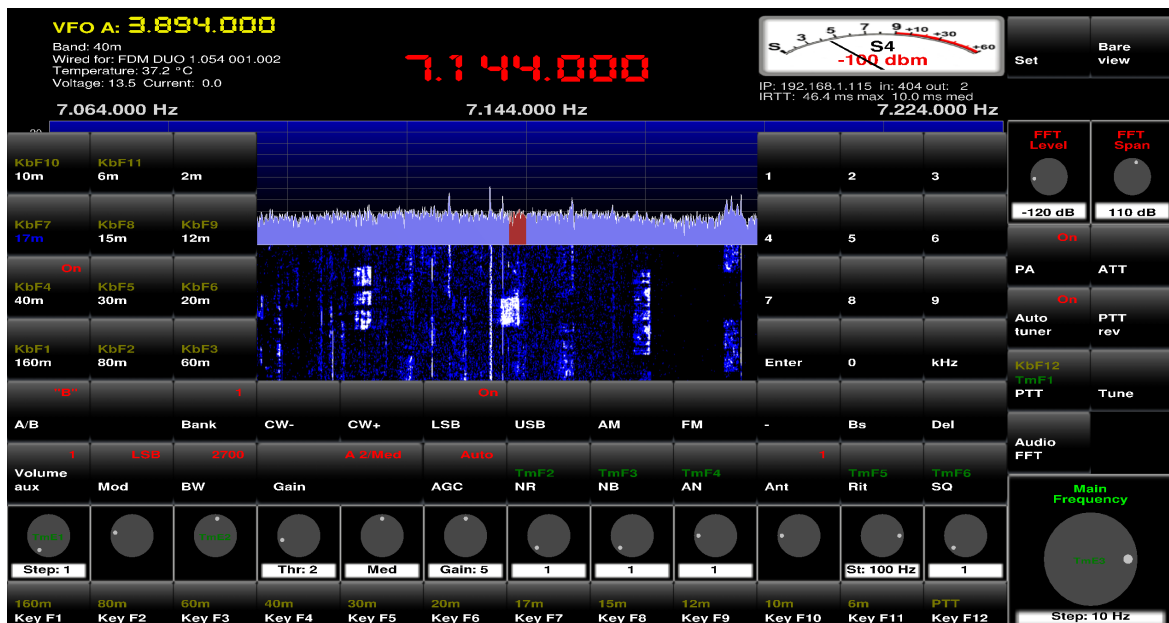 VFO A: 3.894.000
Band: 40m
Wired for: FDM DUO 1.054 001.002
Temperature: 37.2 °C
Voltage: 13.5 Current: 0.0
7.144.000
S 3 5 7 9 +10 +30 +60
S4
-100 dbm
IP: 192.168.1.115 in: 404 out: 2
IRTT: 46.4 ms max 10.0 ms med
Set
Bare
view
7.064.000 Hz 7.144.000 Hz 7.224.000 Hz
FFT
Level
FFT
Span
-120 dB 110 dB
KbF10 KbF11
10m 6m 2m 1 2 3
KbF7 KbF8 KbF9
17m 15m 12m 4 5 6
On
PA ATT
On
KbF4 KbF5 KbF6
40m 30m 20m 7 8 9
On
Auto
tuner
PTT
rev
KbF1 KbF2 KbF3
160m 80m 60m Enter 0 kHz
KbF12
TmF1
PTT Tune
"B" 1 On
A/B Bank CW- CW+ LSB USB AM FM - Bs Del
Audio
FFT
1 LSB 2700 A 2/Med Auto TmF2 TmF3 TmF4 1 TmF5 TmF6
Volume
aux Mod BW Gain AGC NR NB AN Ant Rit SQ
Main
Frequency
Step: 1 Thr: 2 Med Gain: 5 1 1 1 St: 100 Hz 1
160m 80m 60m 40m 30m 20m 17m 15m 12m 10m 6m PTT
Key F1 Key F2 Key F3 Key F4 Key F5 Key F6 Key F7 Key F8 Key F9 Key F10 Key F11 Key F12
Step: 10 Hz